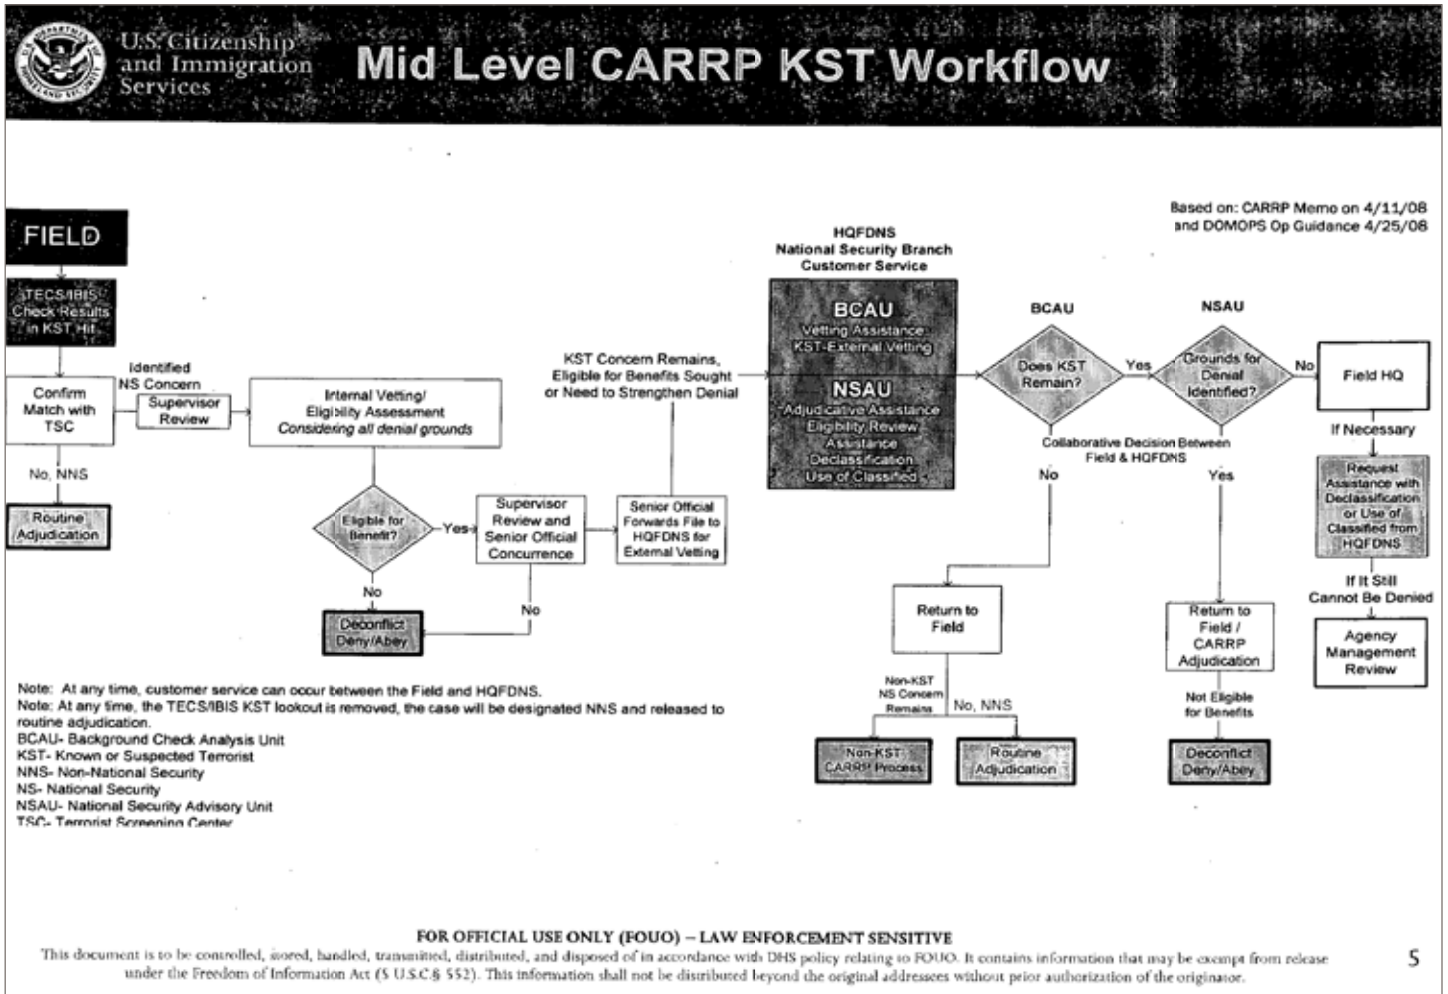 U.S. Citizenship
and Immigration
Services
Mid Level CARRP KST Workflow
Based on: CARRP Memo on 4/11/08
and DOMOPS Op Guidance 4/25/08
FIELD
TECS/IBIS
Check Results
in KST Hit
Confirm
Match with
TSC
No, NNS
Routine
Adjudication
Identified
NS Concern
Supervisor
Review
Internal Vetting/
Eligibility Assessment
Considering all denial grounds
Eligible for
Benefit?
Yes
No
Deconflict
Deny/Abey
Supervisor
Review and
Senior Official
Concurrence
No
Senior Official
Forwards File to
HQFDNS for
External Vetting
KST Concern Remains,
Eligible for Benefits Sought
or Need to Strengthen Denial
HQFDNS
National Security Branch
Customer Service
BCAU
Vetting Assistance
KST-External Vetting
NSAU
Adjudicative Assistance
Eligibility Review
Assistance
Declassification
Use of Classified
BCAU
Does KST
Remain?
Yes
NSAU
Grounds for
Denial
Identified?
No
Collaborative Decision Between
Field & HQFDNS
No
Yes
Return to
Field
Non-KST
NS Concern
Remains
No, NNS
Non-KST
CARRP Process
Routine
Adjudication
Return to
Field /
CARRP
Adjudication
Not Eligible
for Benefits
Deconflict
Deny/Abey
Field HQ
If Necessary
Request
Assistance with
Declassification
or Use of
Classified from
HQFDNS
If It Still
Cannot Be Denied
Agency
Management
Review
Note: At any time, customer service can occur between the Field and HQFDNS.
Note: At any time, the TECS/IBIS KST lookout is removed, the case will be designated NNS and released to
routine adjudication.
BCAU- Background Check Analysis Unit
KST- Known or Suspected Terrorist
NNS- Non-National Security
NS- National Security
NSAU- National Security Advisory Unit
TSC- Terrorist Screening Center
FOR OFFICIAL USE ONLY (FOUO) – LAW ENFORCEMENT SENSITIVE
This document is to be controlled, stored, handled, transmitted, distributed, and disposed of in accordance with DHS policy relating to FOUO. It contains information that may be exempt from release
under the Freedom of Information Act (5 U.S.C.§ 552). This information shall not be distributed beyond the original addressees without prior authorization of the originator.
5